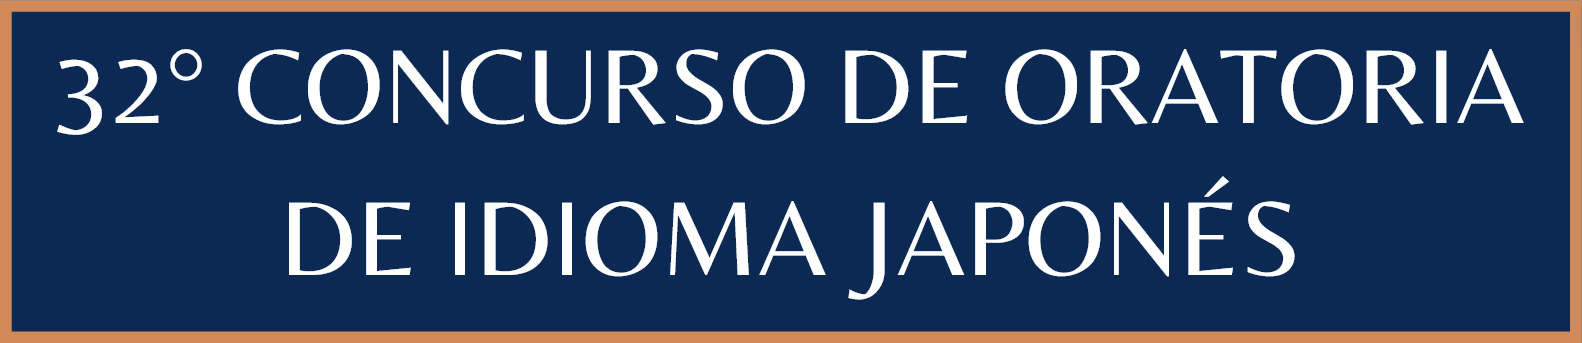 32° CONCURSO DE ORATORIA
DE IDIOMA JAPONÉS